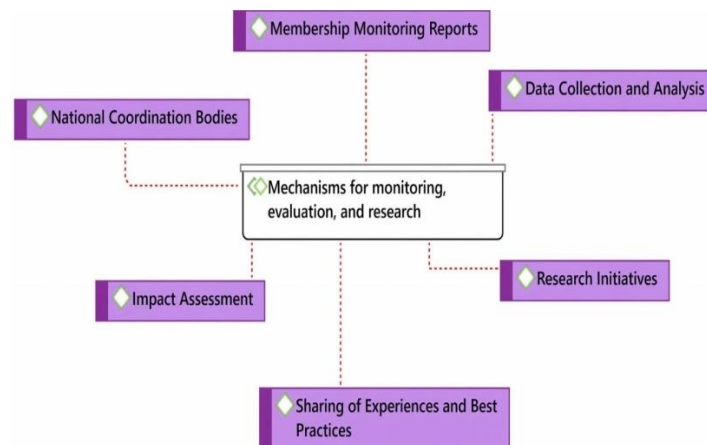 Membership Monitoring Reports
Data Collection and Analysis
National Coordination Bodies
Mechanisms for monitoring,
evaluation, and research
Research Initiatives
Impact Assessment
Sharing of Experiences and Best
Practices